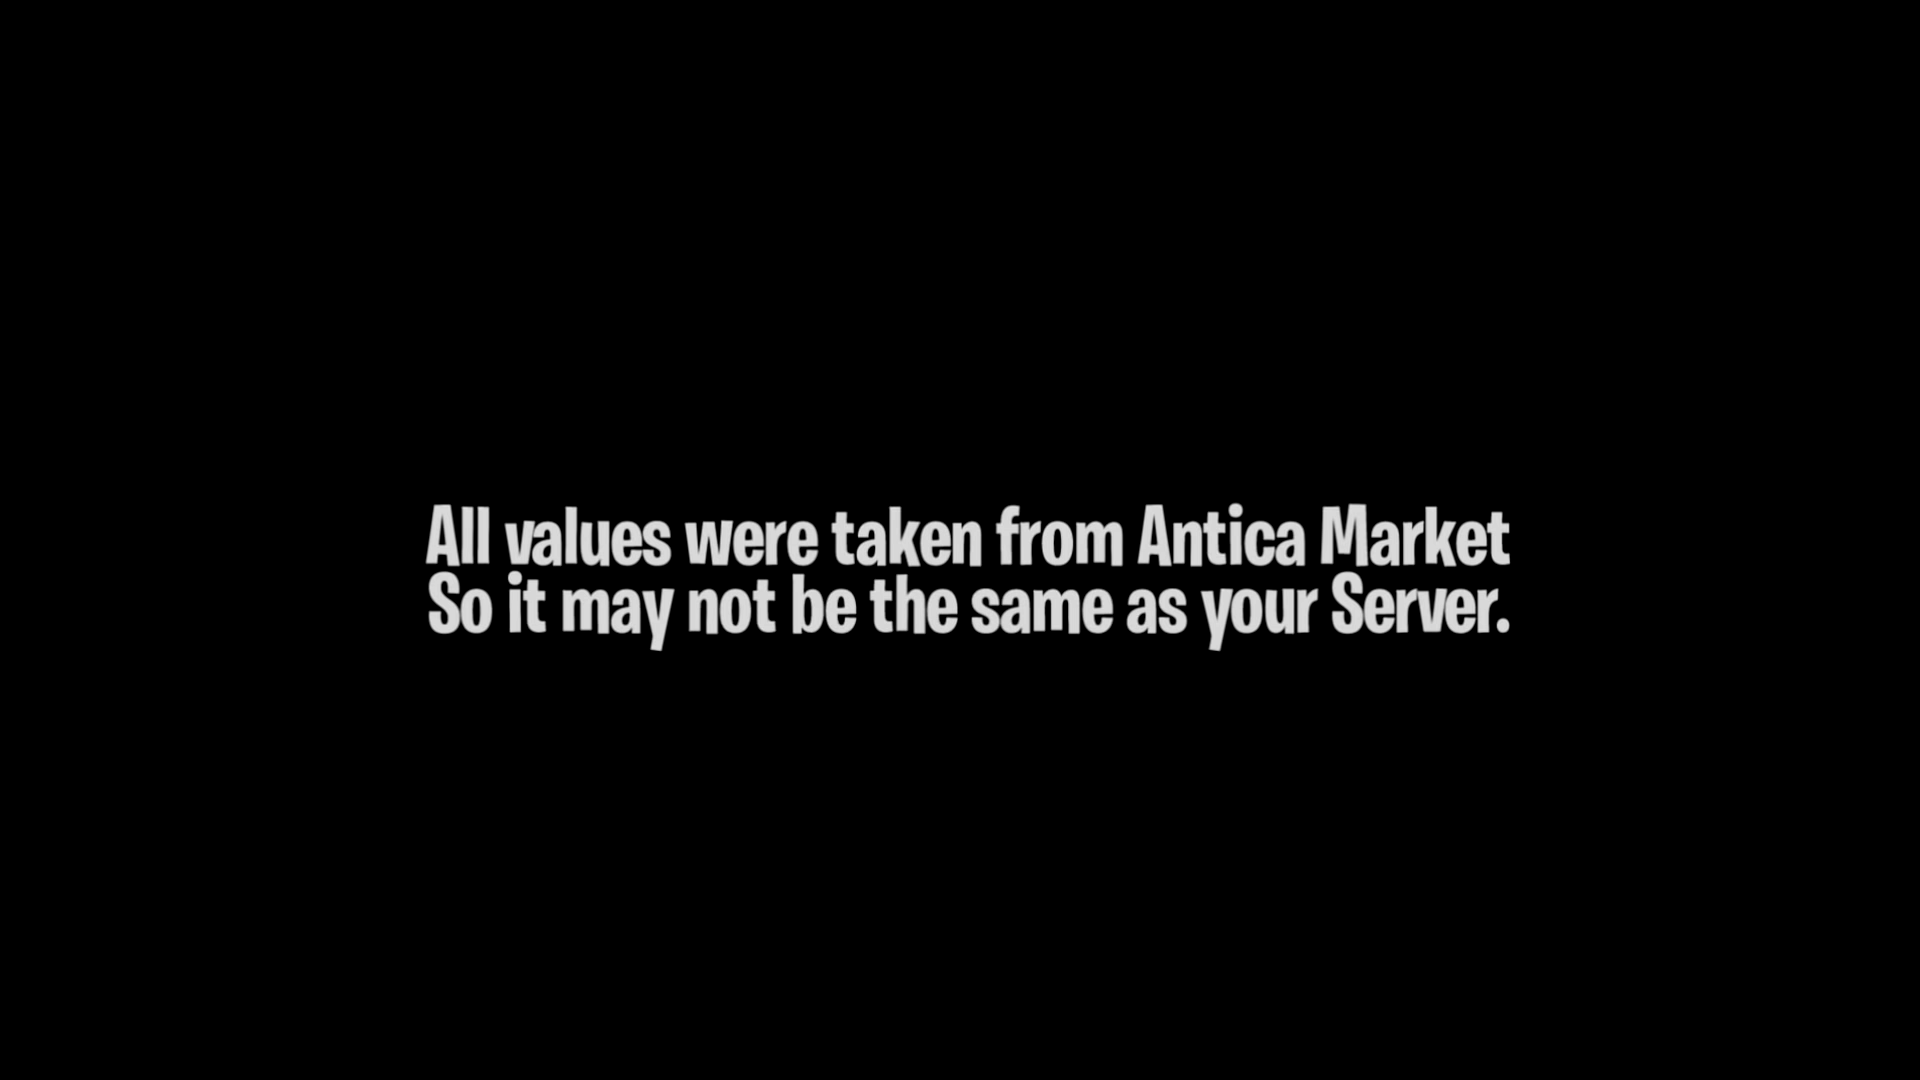 All values were taken from Antica Market
So it may not be the same as your Server.